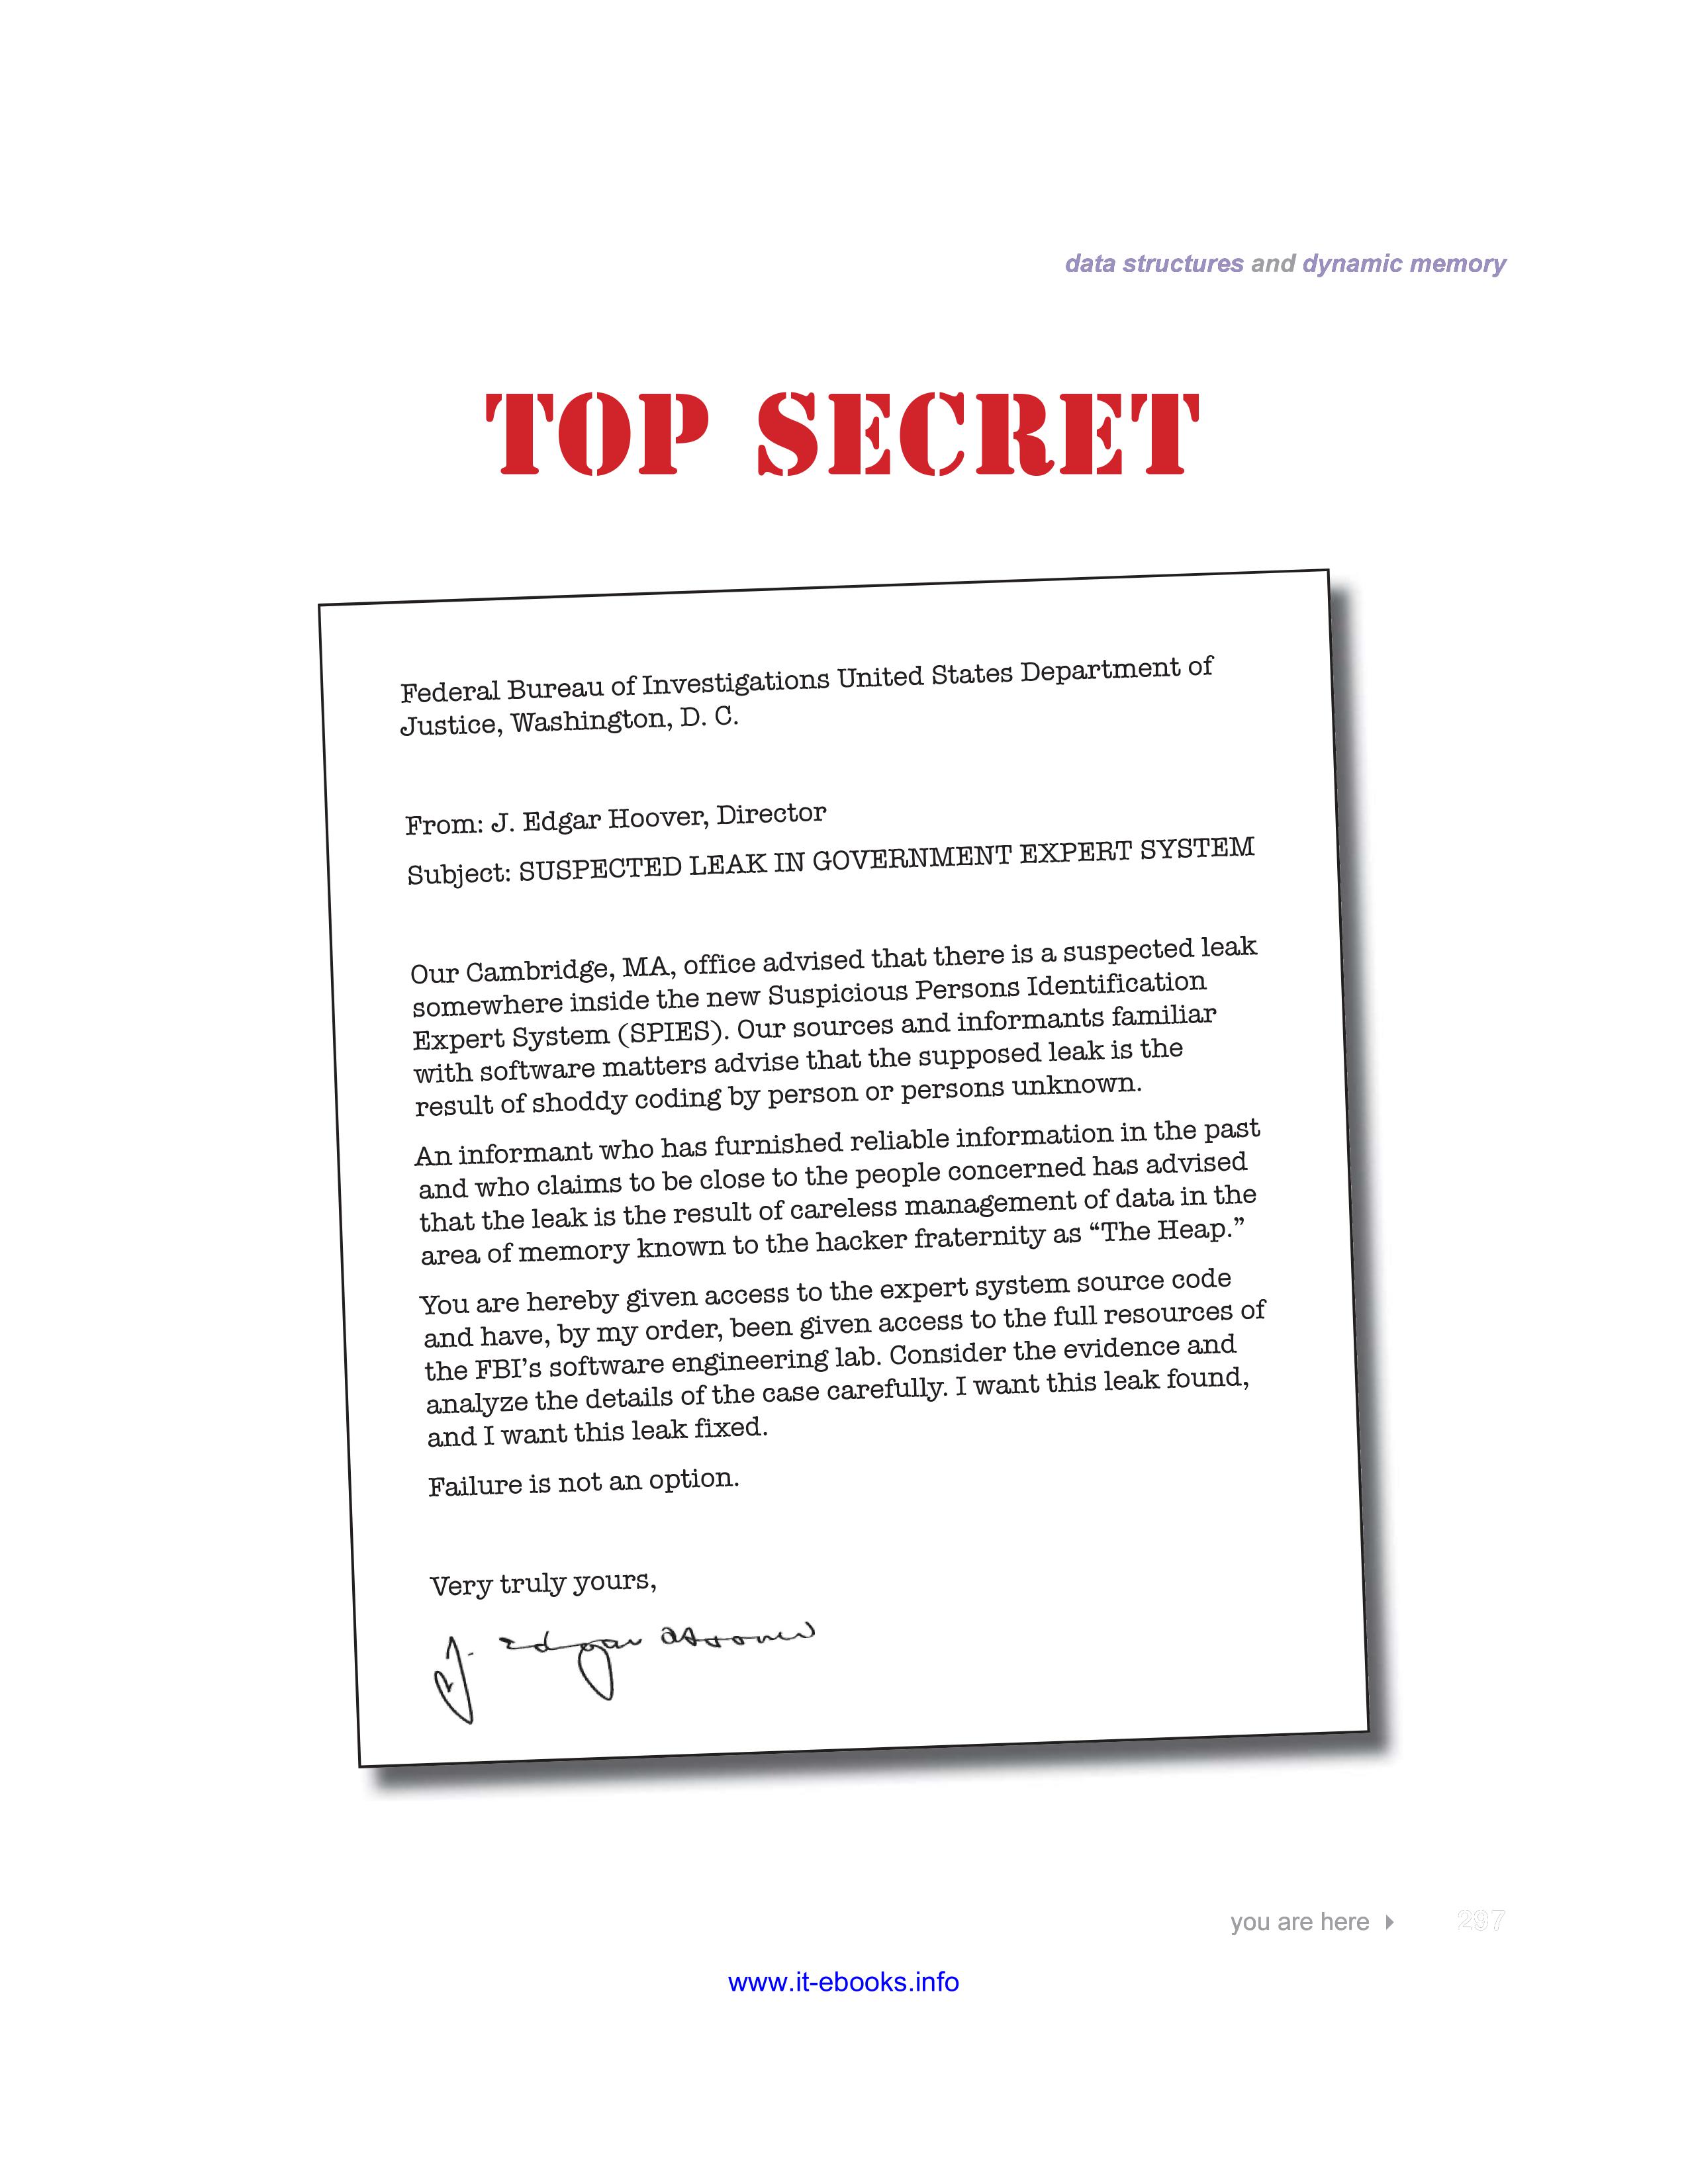 data structures and dynamic memory
TOP SECRET
Federal Bureau of Investigations United States Department of
Justice, Washington, D. C.
From: J. Edgar Hoover, Director
Subject: SUSPECTED LEAK IN GOVERNMENT EXPERT SYSTEM
Our Cambridge, MA, office advised that there is a suspected leak
somewhere inside the new Suspicious Persons Identification
Expert System (SPIES). Our sources and informants familiar
with software matters advise that the supposed leak is the
result of shoddy coding by person or persons unknown.
An informant who has furnished reliable information in the past
and who claims to be close to the people concerned has advised
that the leak is the result of careless management of data in the
area of memory known to the hacker fraternity as “The Heap.”
You are hereby given access to the expert system source code
and have, by my order, been given access to the full resources of
the FBI’s software engineering lab. Consider the evidence and
analyze the details of the case carefully. I want this leak found,
and I want this leak fixed.
Failure is not an option.
Very truly yours,
J. Edgar Hoover
you are here 297
www.it-ebooks.info